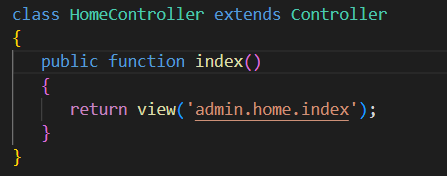 class HomeController extends Controller
{
    public function index()
    {
        return view('admin.home.index');
    }
}